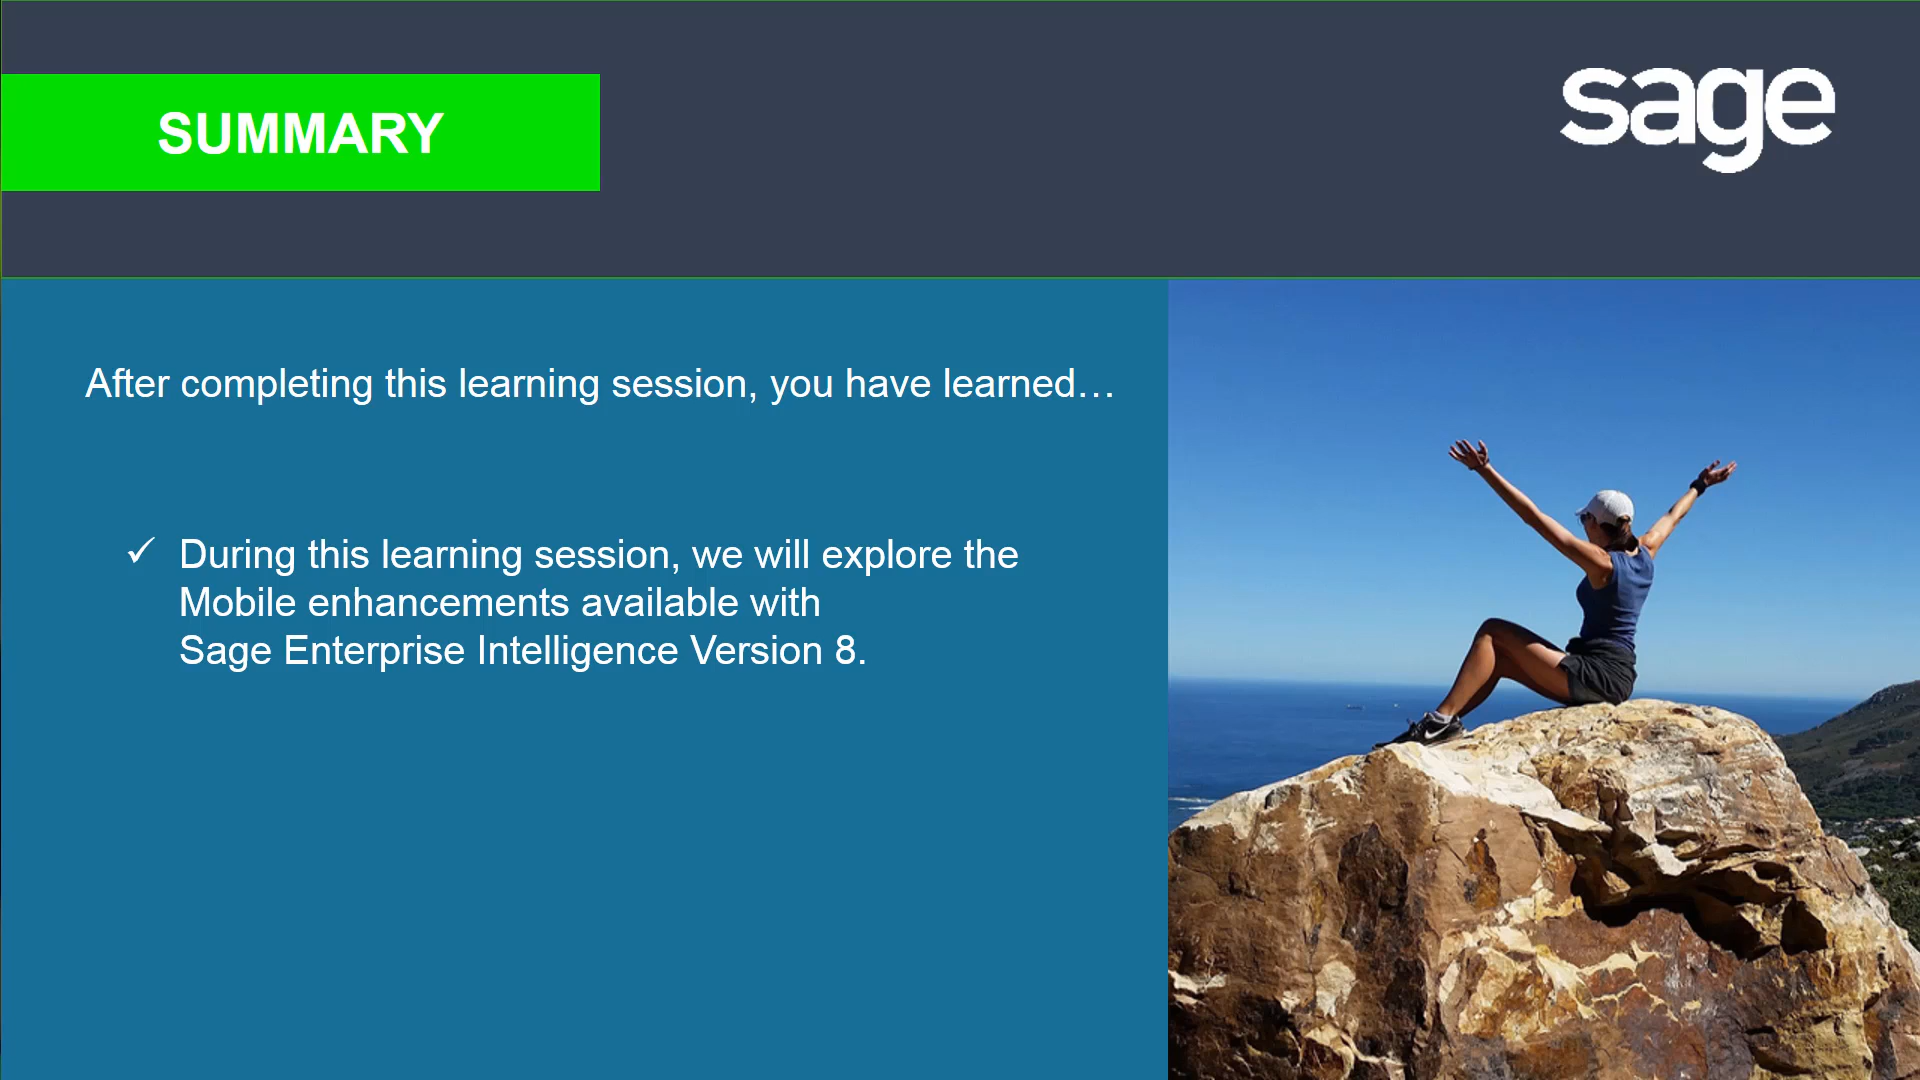 SUMMARY
sage
After completing this learning session, you have learned…
✓ During this learning session, we will explore the
Mobile enhancements available with
Sage Enterprise Intelligence Version 8.